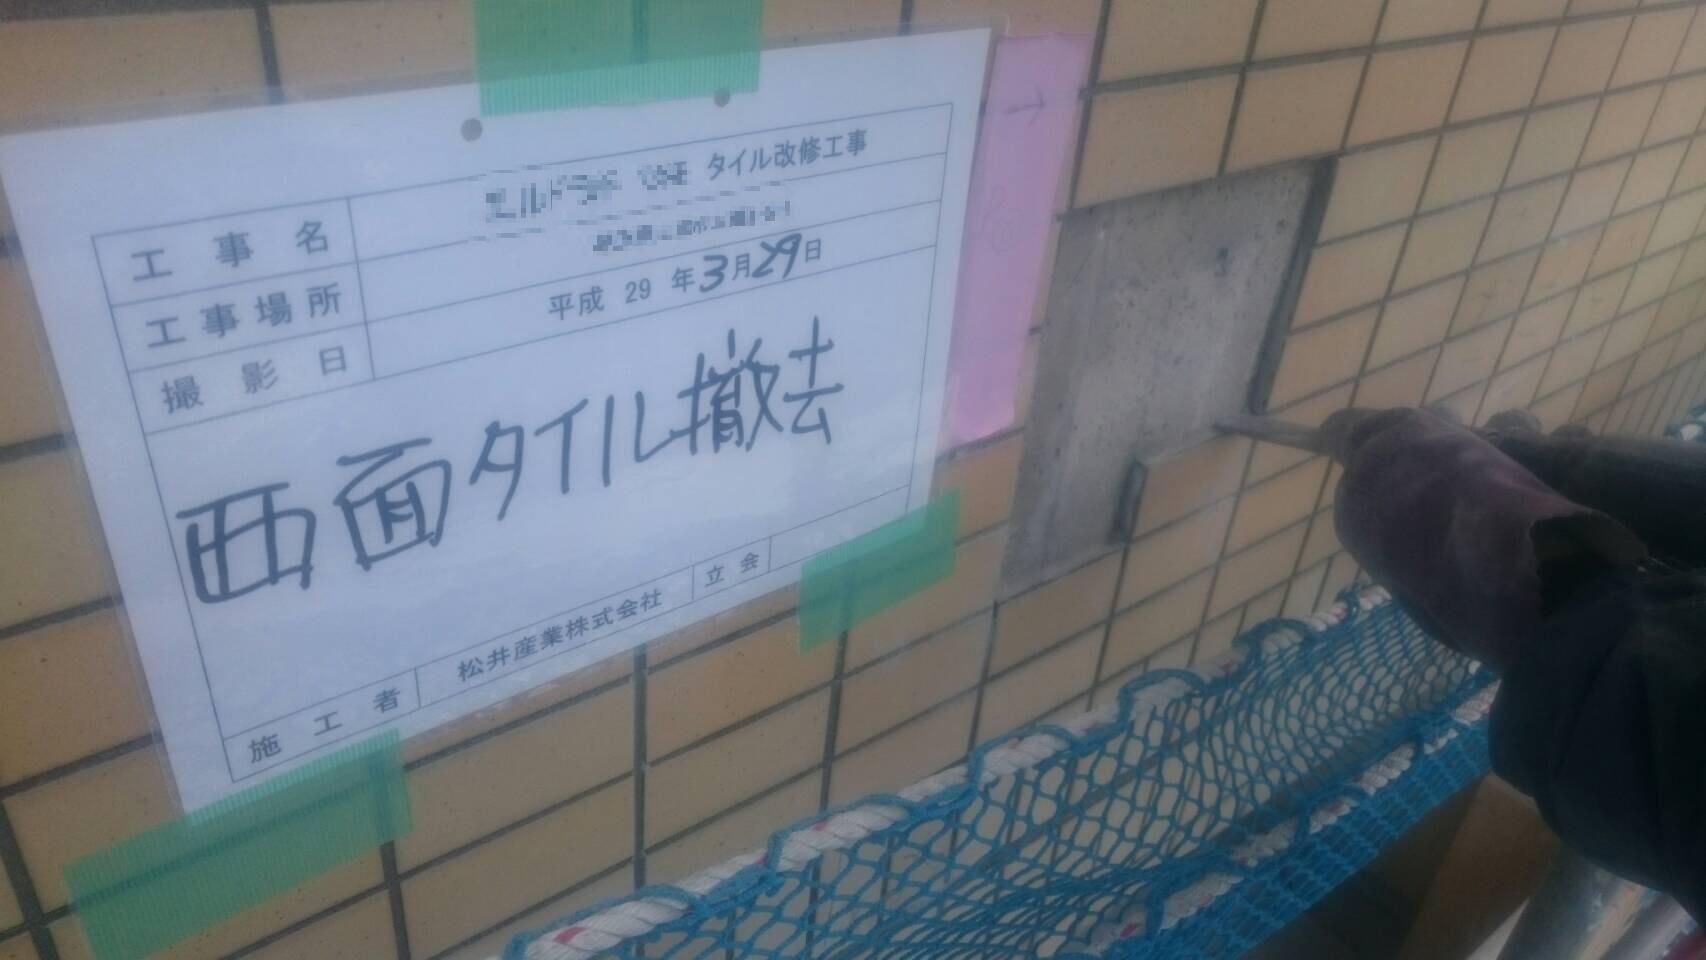 工事名 タイル改修工事
工事場所
撮影日 平成 29 年 3月 29日
西面タイル撤去
施工者 松井産業株式会社 立会